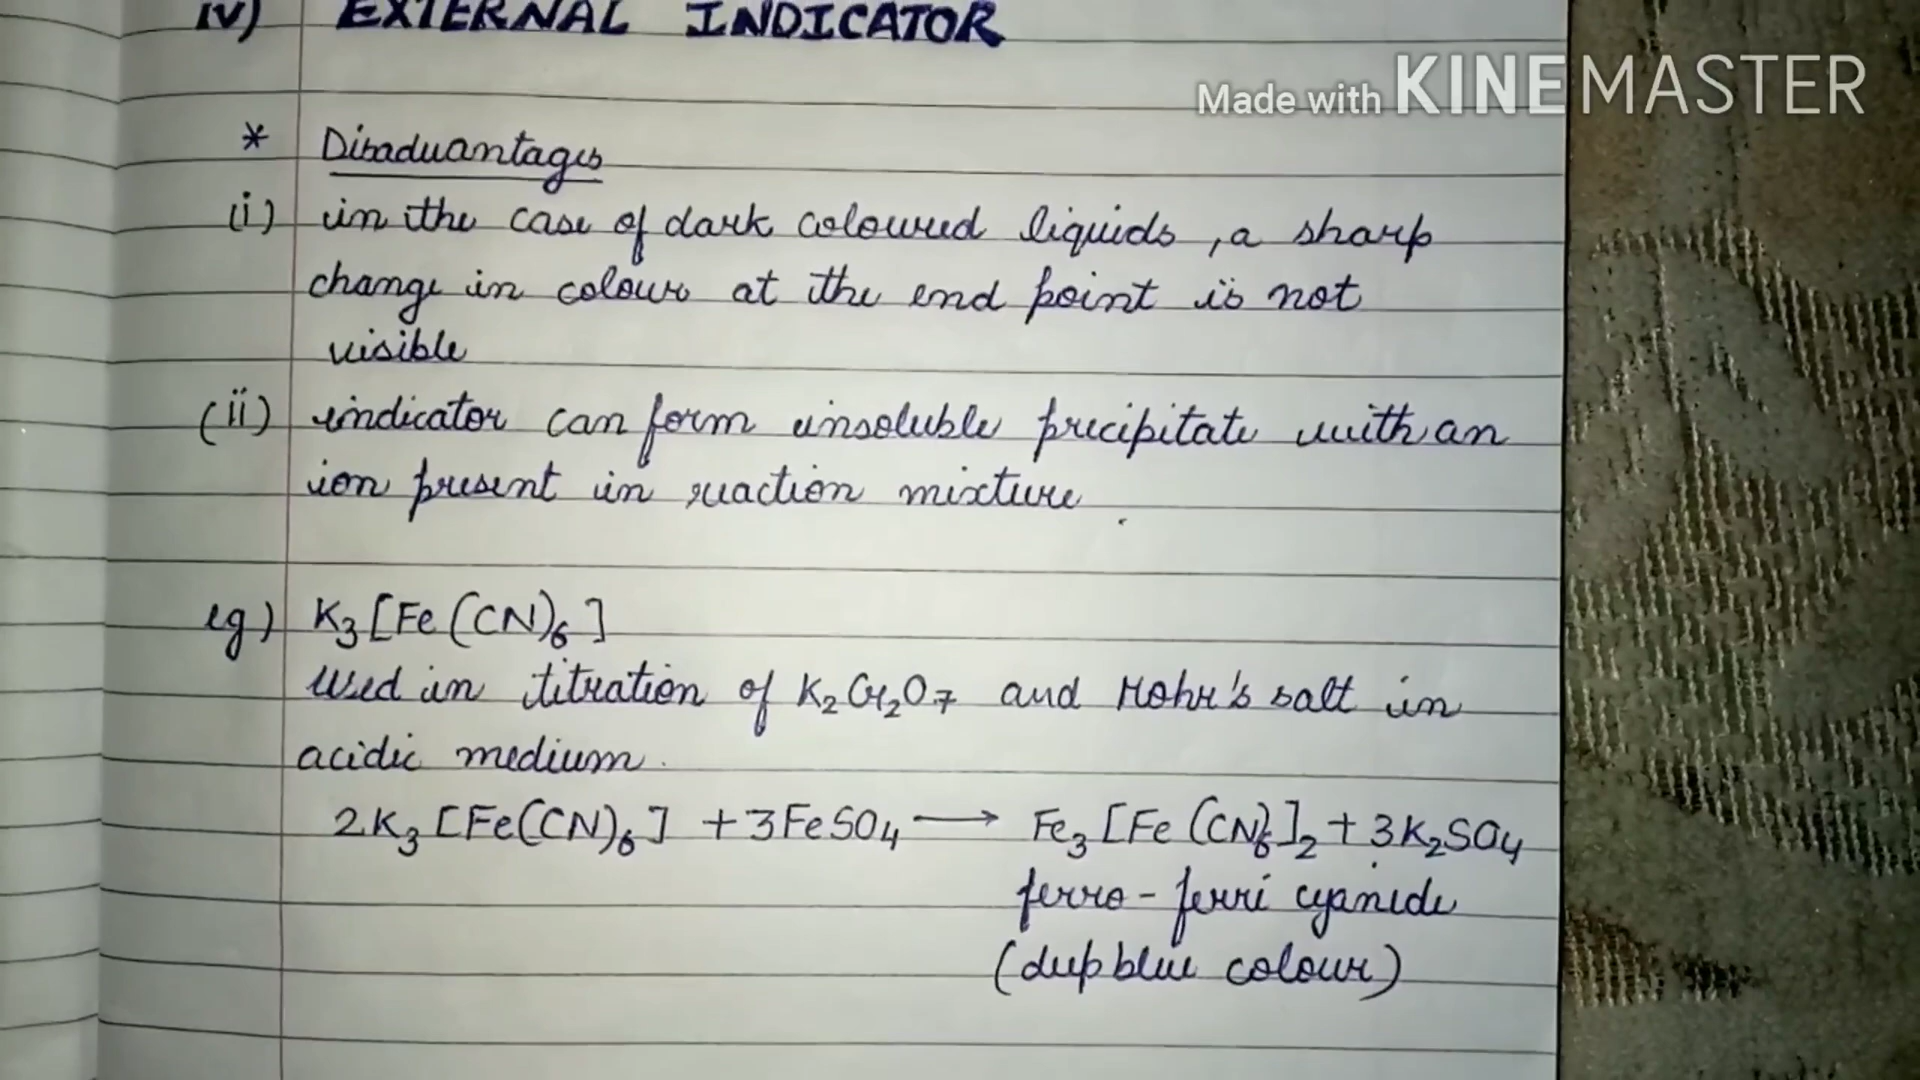 iv) EXTERNAL INDICATOR
Made with KINEMASTER
* Disadvantages
(i) in the case of dark coloured liquids, a sharp
change in colour at the end point is not
visible
(ii) indicator can form insoluble precipitate with an
ion present in reaction mixture
eg) K₃[Fe(CN)₆]
Used in titration of K₂Cr₂O₇ and Mohr's salt in
acidic medium.
2K₃[Fe(CN)₆] + 3FeSO₄ → Fe₃[Fe(CN)₆]₂ + 3K₂SO₄
ferro - ferri cyanide
(deep blue colour)